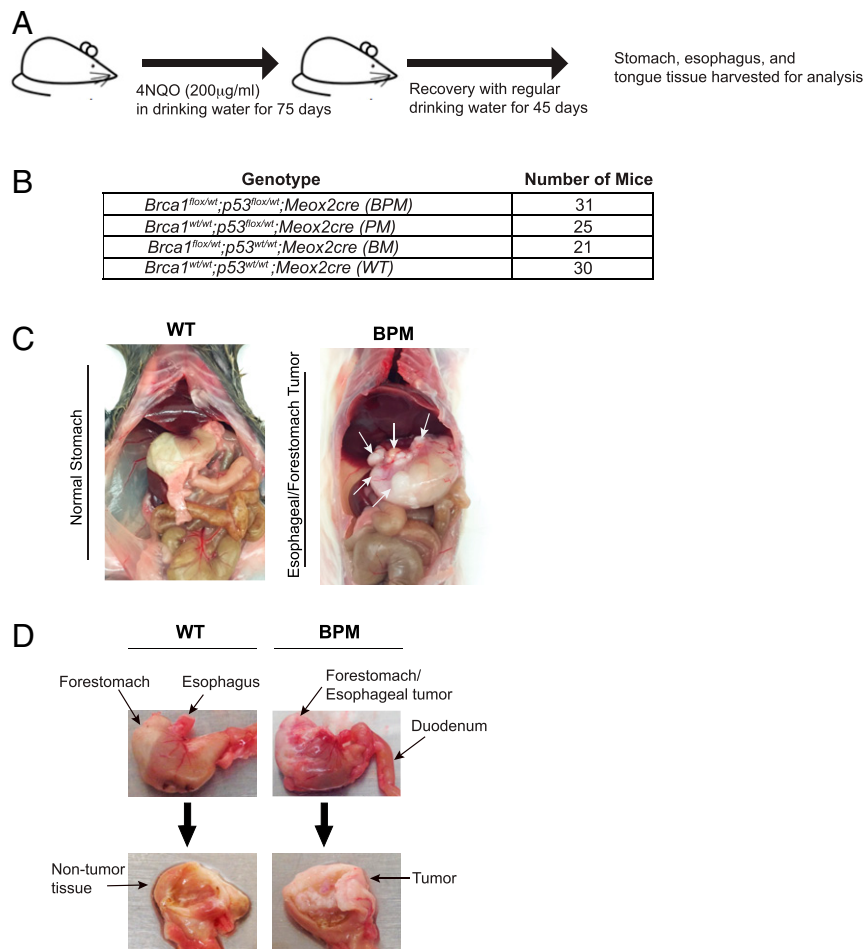 A
4NQO (200μg/ml)
in drinking water for 75 days
Recovery with regular
drinking water for 45 days
Stomach, esophagus, and
tongue tissue harvested for analysis
B
Genotype Number of Mice
Brca1flox/wt;p53flox/wt;Meox2cre (BPM) 31
Brca1wt/wt;p53flox/wt;Meox2cre (PM) 25
Brca1flox/wt;p53wt/wt;Meox2cre (BM) 21
Brca1wt/wt;p53wt/wt ;Meox2cre (WT) 30
C
WT
BPM
Normal Stomach
Esophageal/Forestomach Tumor
D
WT
BPM
Forestomach
Esophagus
Forestomach/
Esophageal tumor
Duodenum
Non-tumor
tissue
Tumor